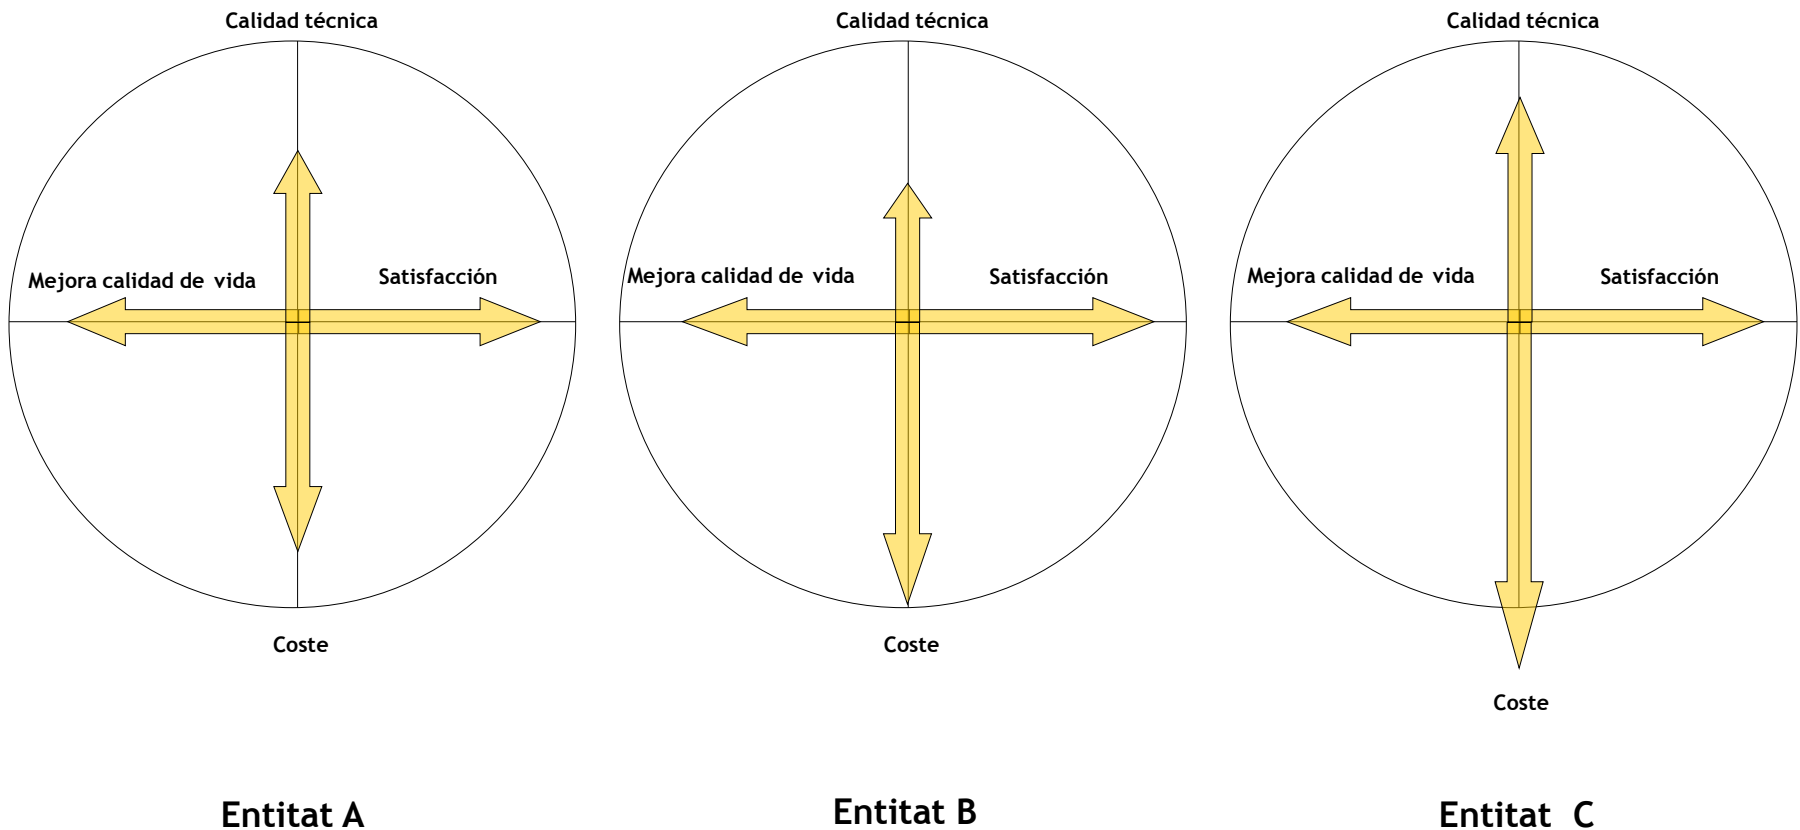 Calidad técnica
Mejora calidad de vida
Satisfacción
Coste
Entitat A
Calidad técnica
Mejora calidad de vida
Satisfacción
Coste
Entitat B
Calidad técnica
Mejora calidad de vida
Satisfacción
Coste
Entitat C